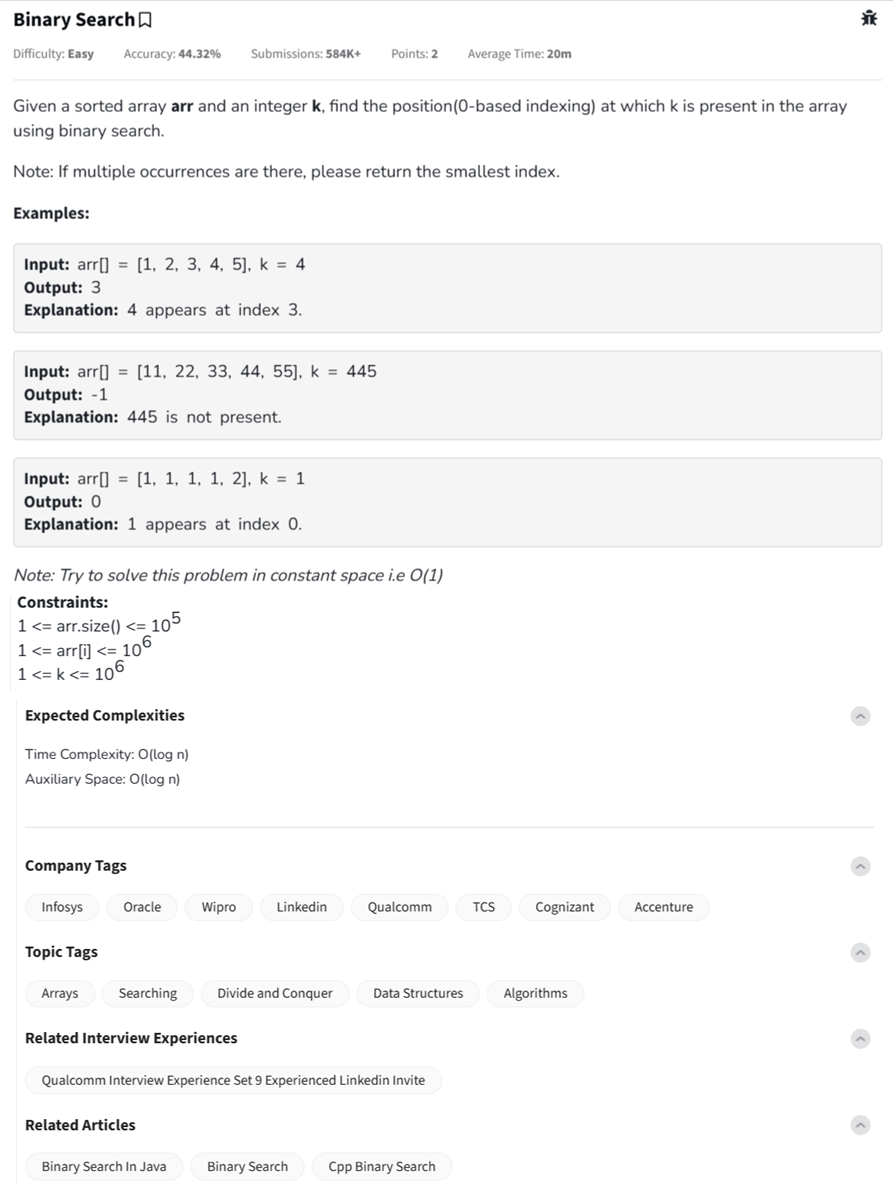 Binary Search
Difficulty: Easy Accuracy: 44.32% Submissions: 584K+ Points: 2 Average Time: 20m
Given a sorted array arr and an integer k, find the position(0-based indexing) at which k is present in the array
using binary search.
Note: If multiple occurrences are there, please return the smallest index.
Examples:
Input: arr[] = [1, 2, 3, 4, 5], k = 4
Output: 3
Explanation: 4 appears at index 3.
Input: arr[] = [11, 22, 33, 44, 55], k = 445
Output: -1
Explanation: 445 is not present.
Input: arr[] = [1, 1, 1, 1, 2], k = 1
Output: 0
Explanation: 1 appears at index 0.
Note: Try to solve this problem in constant space i.e O(1)
Constraints:
1 <= arr.size() <= 10^5
1 <= arr[i] <= 10^6
1 <= k <= 10^6
Expected Complexities
Time Complexity: O(log n)
Auxiliary Space: O(log n)
Company Tags
Infosys Oracle Wipro Linkedin Qualcomm TCS Cognizant Accenture
Topic Tags
Arrays Searching Divide and Conquer Data Structures Algorithms
Related Interview Experiences
Qualcomm Interview Experience Set 9 Experienced Linkedin Invite
Related Articles
Binary Search In Java Binary Search Cpp Binary Search